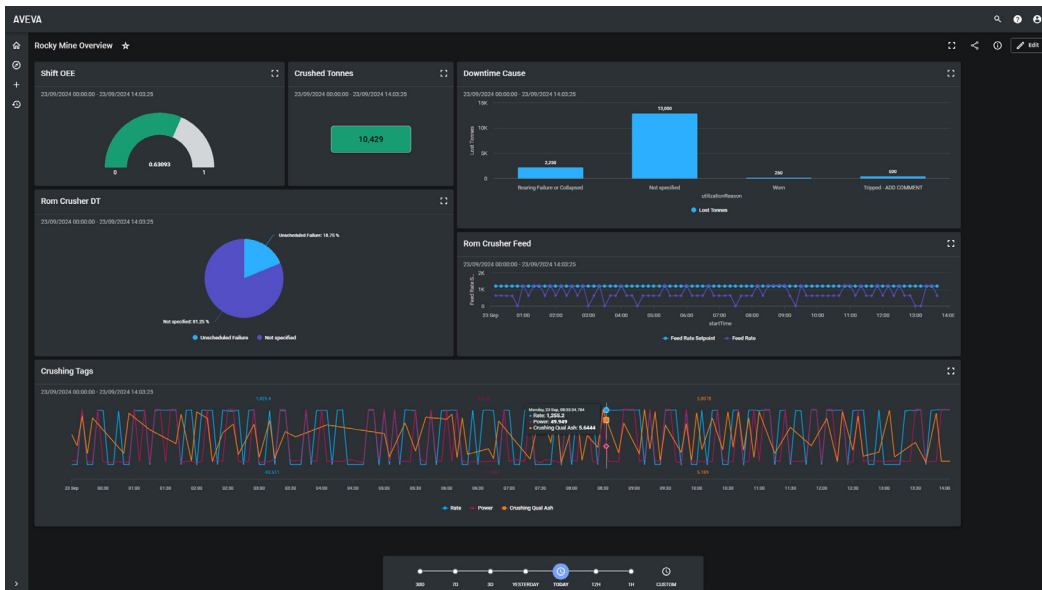 AVEVA
Rocky Mine Overview
Edit
Shift OEE
23/09/2024 00:00:00 - 23/09/2024 14:03:25
0.63093
0
1
Crushed Tonnes
23/09/2024 00:00:00 - 23/09/2024 14:03:25
10,429
Downtime Cause
23/09/2024 00:00:00 - 23/09/2024 14:03:25
15K
10K
5K
0
Lost Tonnes
2,250
13,000
250
500
Bearing Failure or Collapsed
Not specified
Worn
Tripped - ADD COMMENT
utilizationReason
Lost Tonnes
Rom Crusher DT
23/09/2024 00:00:00 - 23/09/2024 14:03:25
Unscheduled Failure: 18.75 %
Not specified: 81.25 %
Unscheduled Failure
Not specified
Rom Crusher Feed
23/09/2024 00:00:00 - 23/09/2024 14:03:25
2K
1K
0
Feed Rate S...
23 Sep 01:00 02:00 03:00 04:00 05:00 06:00 07:00 08:00 09:00 10:00 11:00 12:00 13:00 14:00
startTime
Feed Rate Setpoint
Feed Rate
Crushing Tags
23/09/2024 00:00:00 - 23/09/2024 14:03:25
Rate: 1,255.2
Power: 49.949
Crushing Qual Ash: 5.6444
Rate
Power
Crushing Qual Ash
30D
7D
3D
YESTERDAY
TODAY
12H
1H
CUSTOM